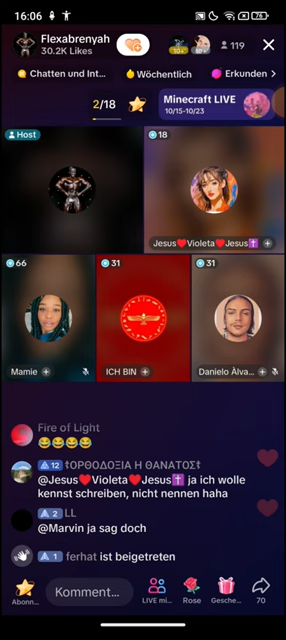 16:06
76
Flexabrenyah
30.2K Likes
10
119
Chatten und Int...
Wöchentlich
Erkunden
2/18
Minecraft LIVE
10/15-10/23
Host
18
Jesus❤️Violeta❤️Jesus✝️
66
31
31
Mamie
ICH BIN
Danielo Àlva...
Fire of Light
😂😂😂😂
12 ☦ΟΡΘΟΔΟΞΙΑ Η ΘΑΝΑΤΟΣ☦
@Jesus❤️Violeta❤️Jesus✝️ ja ich wolle
kennst schreiben, nicht nennen haha
2 LL
@Marvin ja sag doch
1 ferhat ist beigetreten
Komment...
Abonn...
LIVE mi...
Rose
Gesche...
70